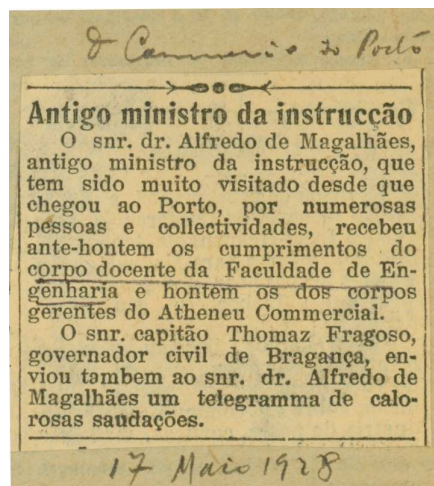 O Commercio do Porto
Antigo ministro da instrucção
O snr. dr. Alfredo de Magalhães,
antigo ministro da instrucção, que
tem sido muito visitado desde que
chegou ao Porto, por numerosas
pessoas e collectividades, recebeu
ante-hontem os cumprimentos do
corpo docente da Faculdade de En-
genharia e hontem os dos corpos
gerentes do Atheneu Commercial.
O snr. capitão Thomaz Fragoso,
governador civil de Bragança, en-
viou tambem ao snr. dr. Alfredo de
Magalhães um telegramma de calo-
rosas saudações.
17 Maio 1928